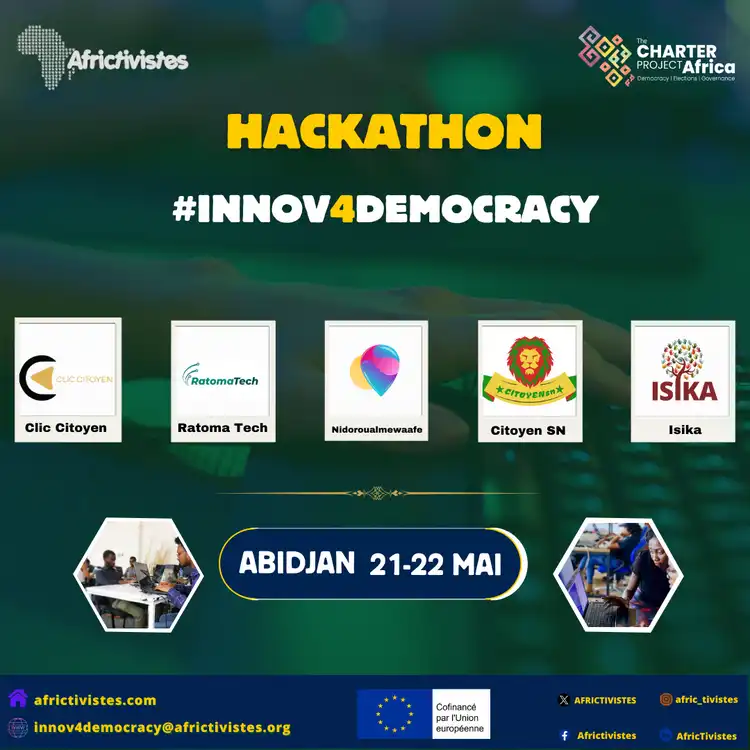 Africtivistes
The
CHARTER
PROJECT Africa
Democracy | Elections | Governance
HACKATHON
#INNOV4DEMOCRACY
CLIC CITOYEN
RatomaTech
CITOYENsn
ISIKA
Clic Citoyen
Ratoma Tech
Nidoroualmewaafe
Citoyen SN
Isika
ABIDJAN 21-22 MAI
africtivistes.com
innov4democracy@africtivistes.org
Cofinancé
par l'Union
européenne
AFRICTIVISTES
afric_tivistes
Africtivistes
AfricTivistes